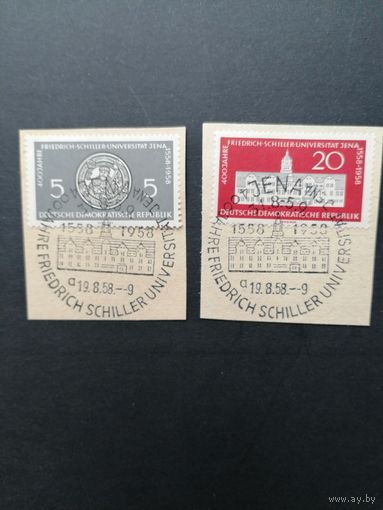 400 JAHRE FRIEDRICH-SCHILLER-UNIVERSITÄT JENA 1558-1958
5 5
DEUTSCHE DEMOKRATISCHE REPUBLIK
1558 1958
a 19.8.58.--9
JAHRE FRIEDRICH SCHILLER UNIVERSITÄT
400 JAHRE FRIEDRICH-SCHILLER-UNIVERSITÄT JENA 1558-1958
20
JENA
DEUTSCHE DEMOKRATISCHE REPUBLIK
1558 1958
a 19.8.58.--9
JAHRE FRIEDRICH SCHILLER UNIVERSITÄT
www.ay.by